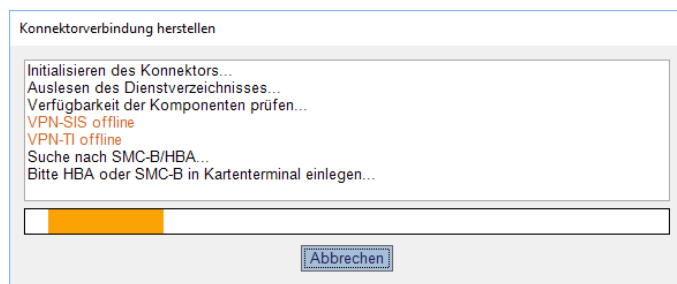 Konnektorverbindung herstellen
Initialisieren des Konnektors...
Auslesen des Dienstverzeichnisses...
Verfügbarkeit der Komponenten prüfen...
VPN-SIS offline
VPN-TI offline
Suche nach SMC-B/HBA...
Bitte HBA oder SMC-B in Kartenterminal einlegen...
Abbrechen